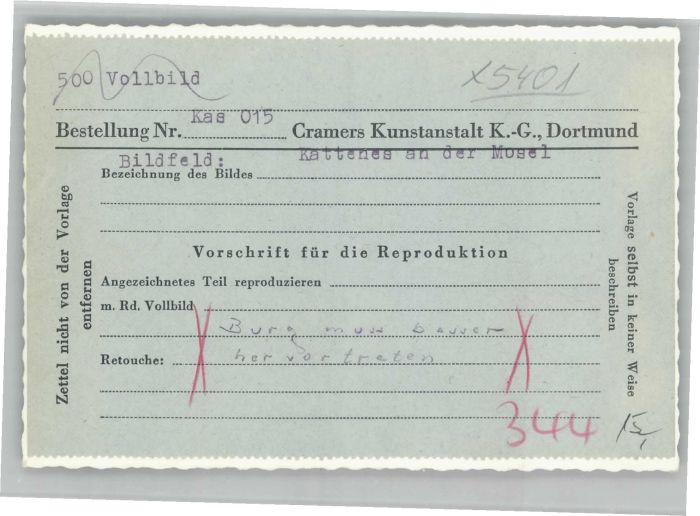 500 Vollbild
X5401
Kas 015
Bestellung Nr. Cramers Kunstanstalt K.-G., Dortmund
Bildfeld: Kattenes an der Mosel
Bezeichnung des Bildes
Vorschrift für die Reproduktion
Angezeichnetes Teil reproduzieren
m. Rd. Vollbild
Burg muss besser
Retouche: hervortreten
344
Zettel nicht von der Vorlage
entfernen
Vorlage selbst in keiner Weise
beschreiben